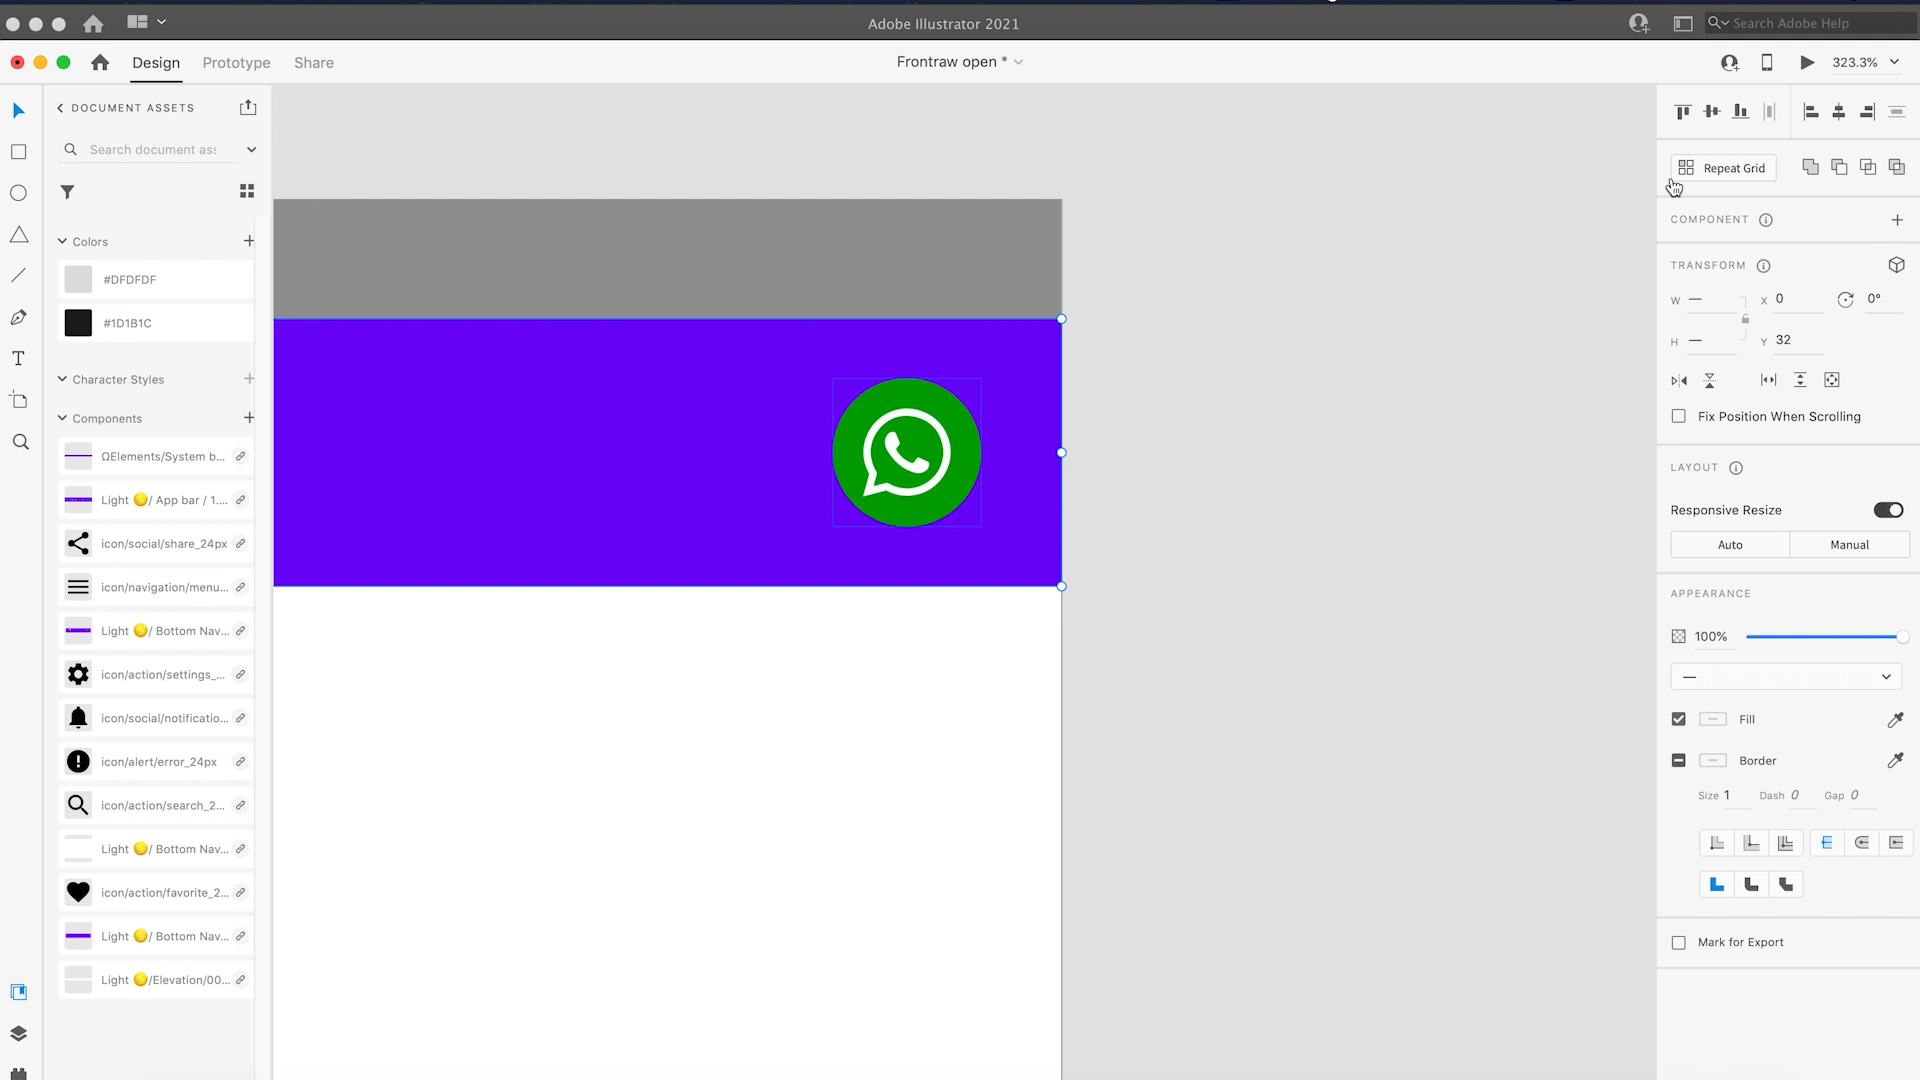 Adobe Illustrator 2021
Search Adobe Help
Design
Prototype
Share
Frontraw open *
323.3%
DOCUMENT ASSETS
Search document ass
Colors
#DFDFDF
#1D1B1C
Character Styles
Components
ΩElements/System b...
Light 🟡/ App bar / 1....
icon/social/share_24px
icon/navigation/menu...
Light 🟡/ Bottom Nav...
icon/action/settings_...
icon/social/notificatio...
icon/alert/error_24px
icon/action/search_2...
Light 🟡/ Bottom Nav...
icon/action/favorite_2...
Light 🟡/ Bottom Nav...
Light 🟡/Elevation/00...
Repeat Grid
COMPONENT
TRANSFORM
W — X 0 0°
H — Y 32
Fix Position When Scrolling
LAYOUT
Responsive Resize
Auto
Manual
APPEARANCE
100%
—
Fill
Border
Size 1 Dash 0 Gap 0
Mark for Export